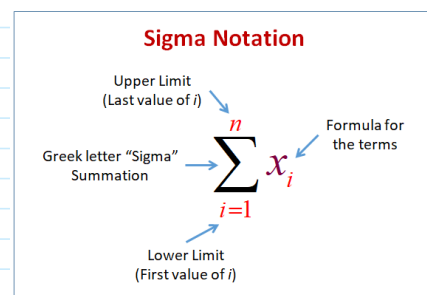 Sigma Notation
Upper Limit
(Last value of i)
n
Formula for
the terms
Greek letter “Sigma”
Summation
∑ xᵢ
i=1
Lower Limit
(First value of i)